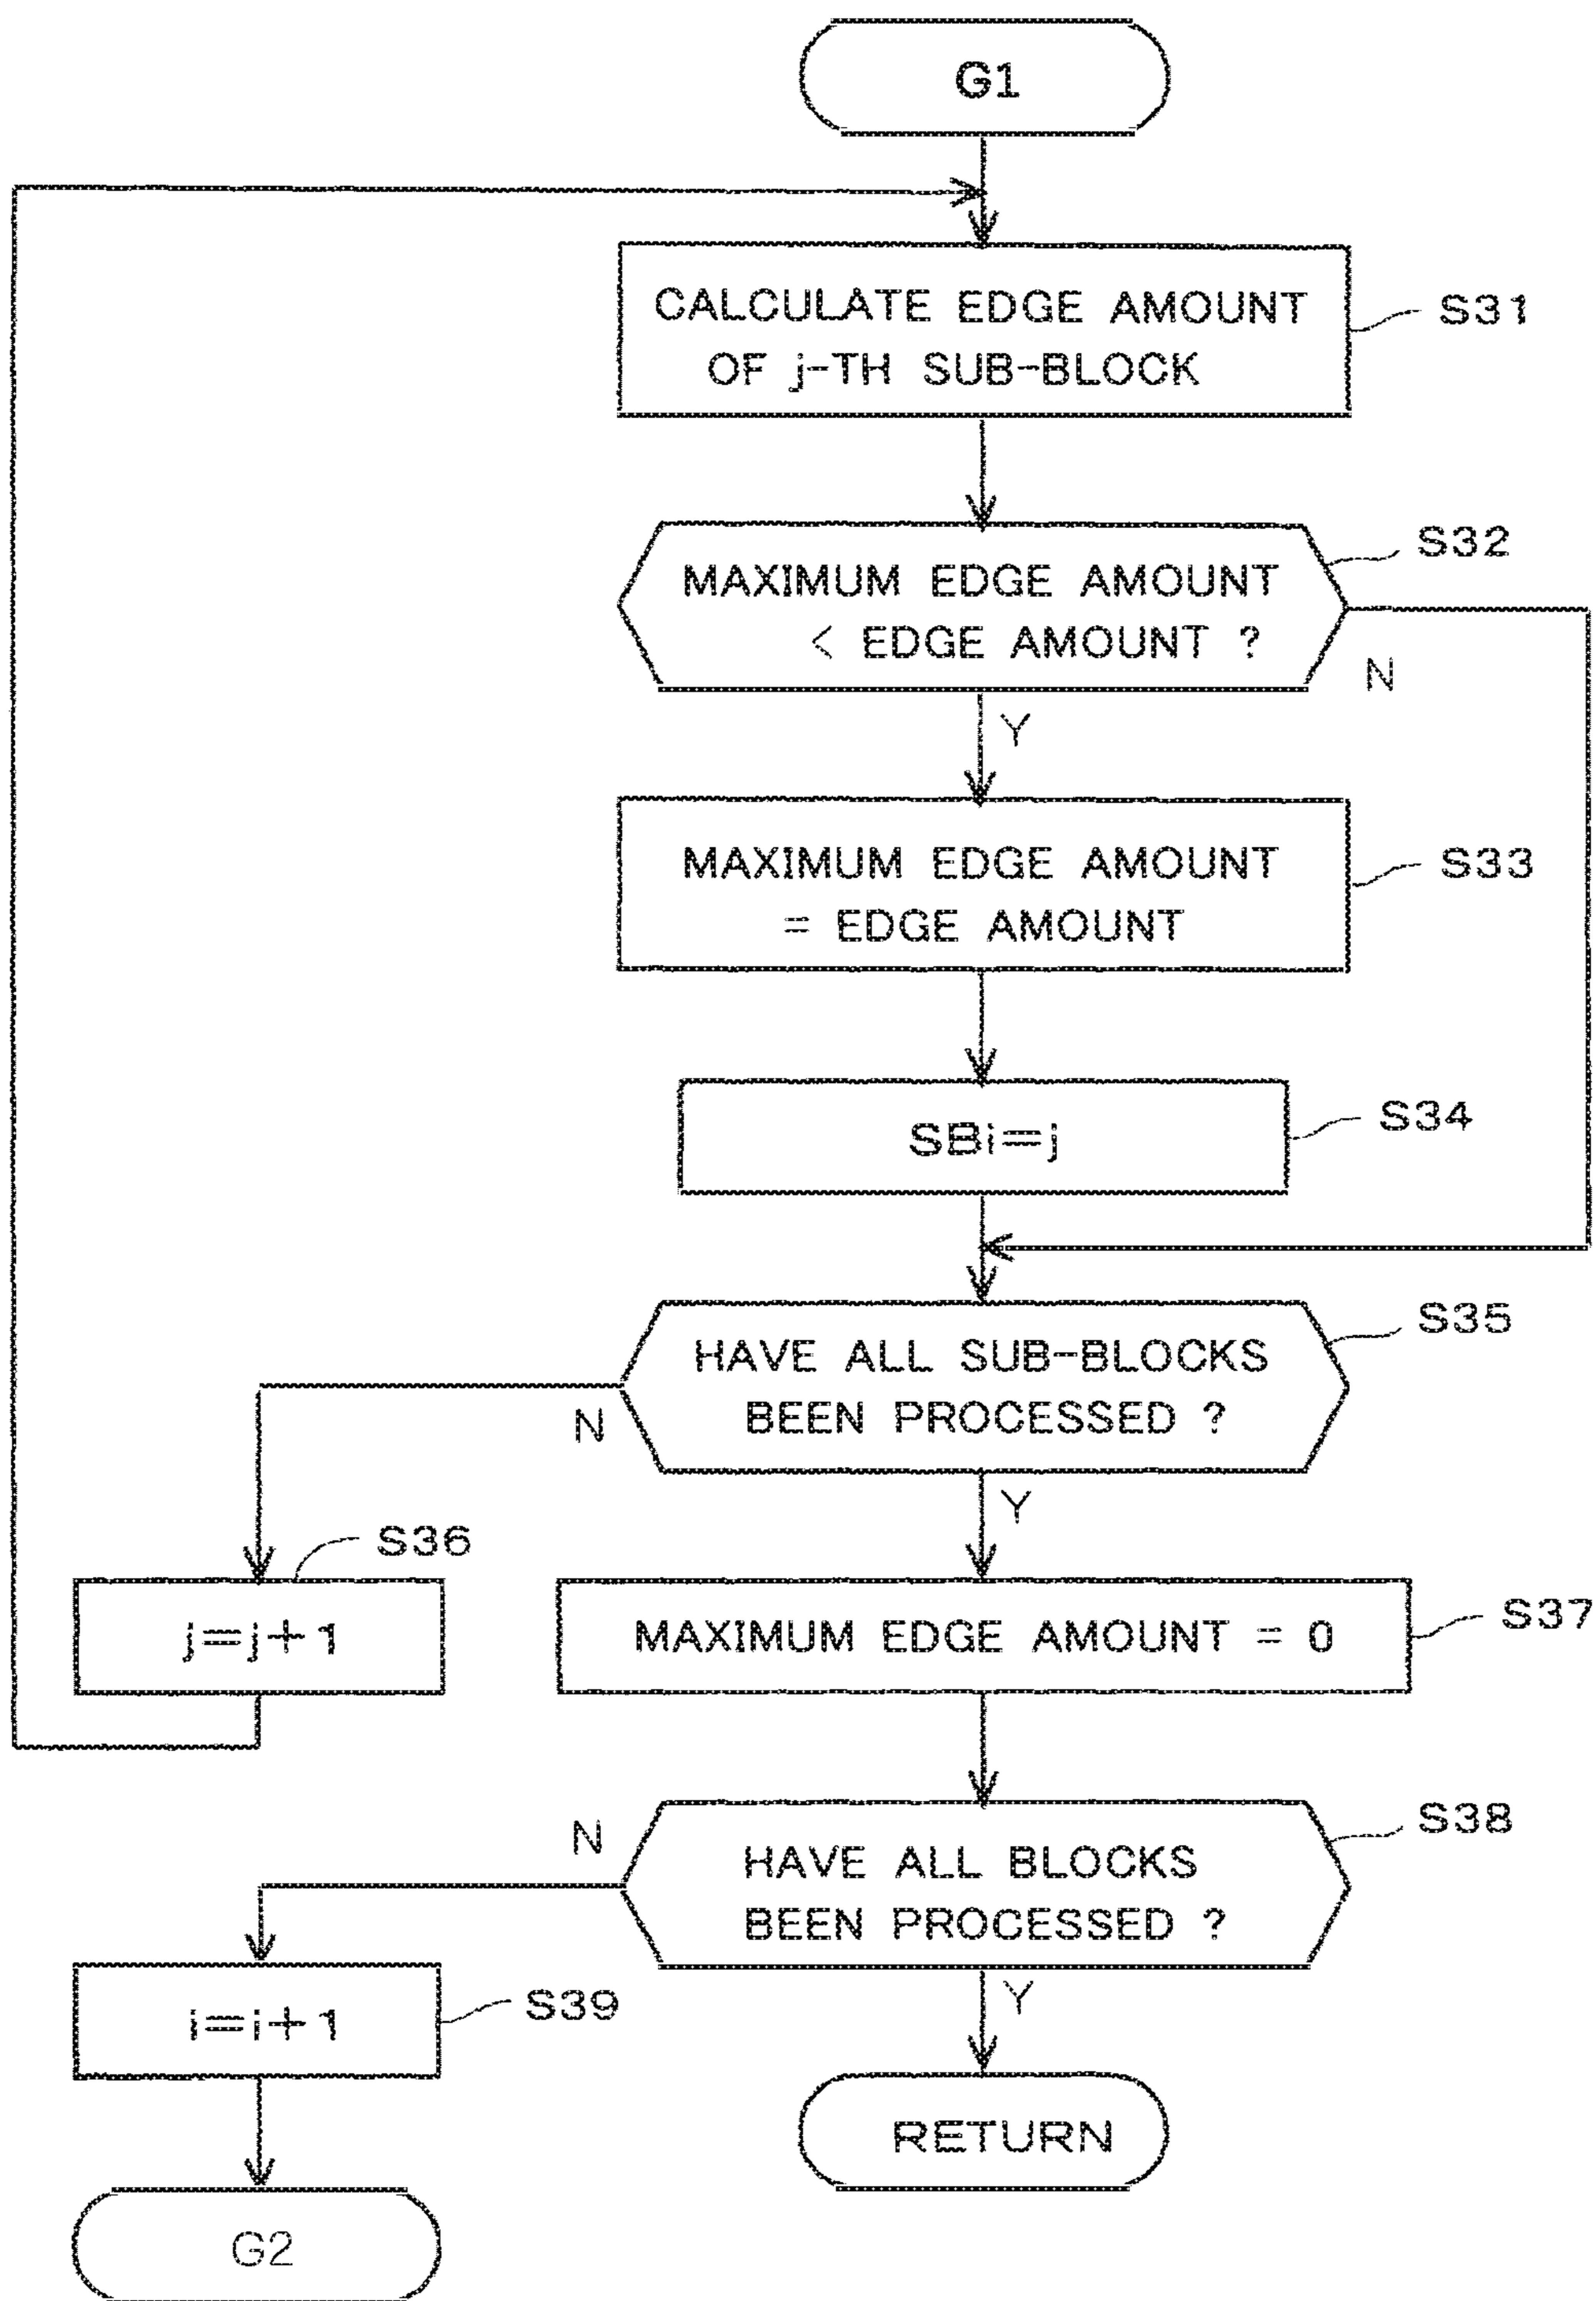 G1
CALCULATE EDGE AMOUNT
OF j-TH SUB-BLOCK
S31
MAXIMUM EDGE AMOUNT
< EDGE AMOUNT ?
S32
N
Y
MAXIMUM EDGE AMOUNT
= EDGE AMOUNT
S33
SBi=j
S34
HAVE ALL SUB-BLOCKS
BEEN PROCESSED ?
S35
N
Y
S36
j=j+1
MAXIMUM EDGE AMOUNT = 0
S37
N
HAVE ALL BLOCKS
BEEN PROCESSED ?
S38
Y
i=i+1
S39
RETURN
G2